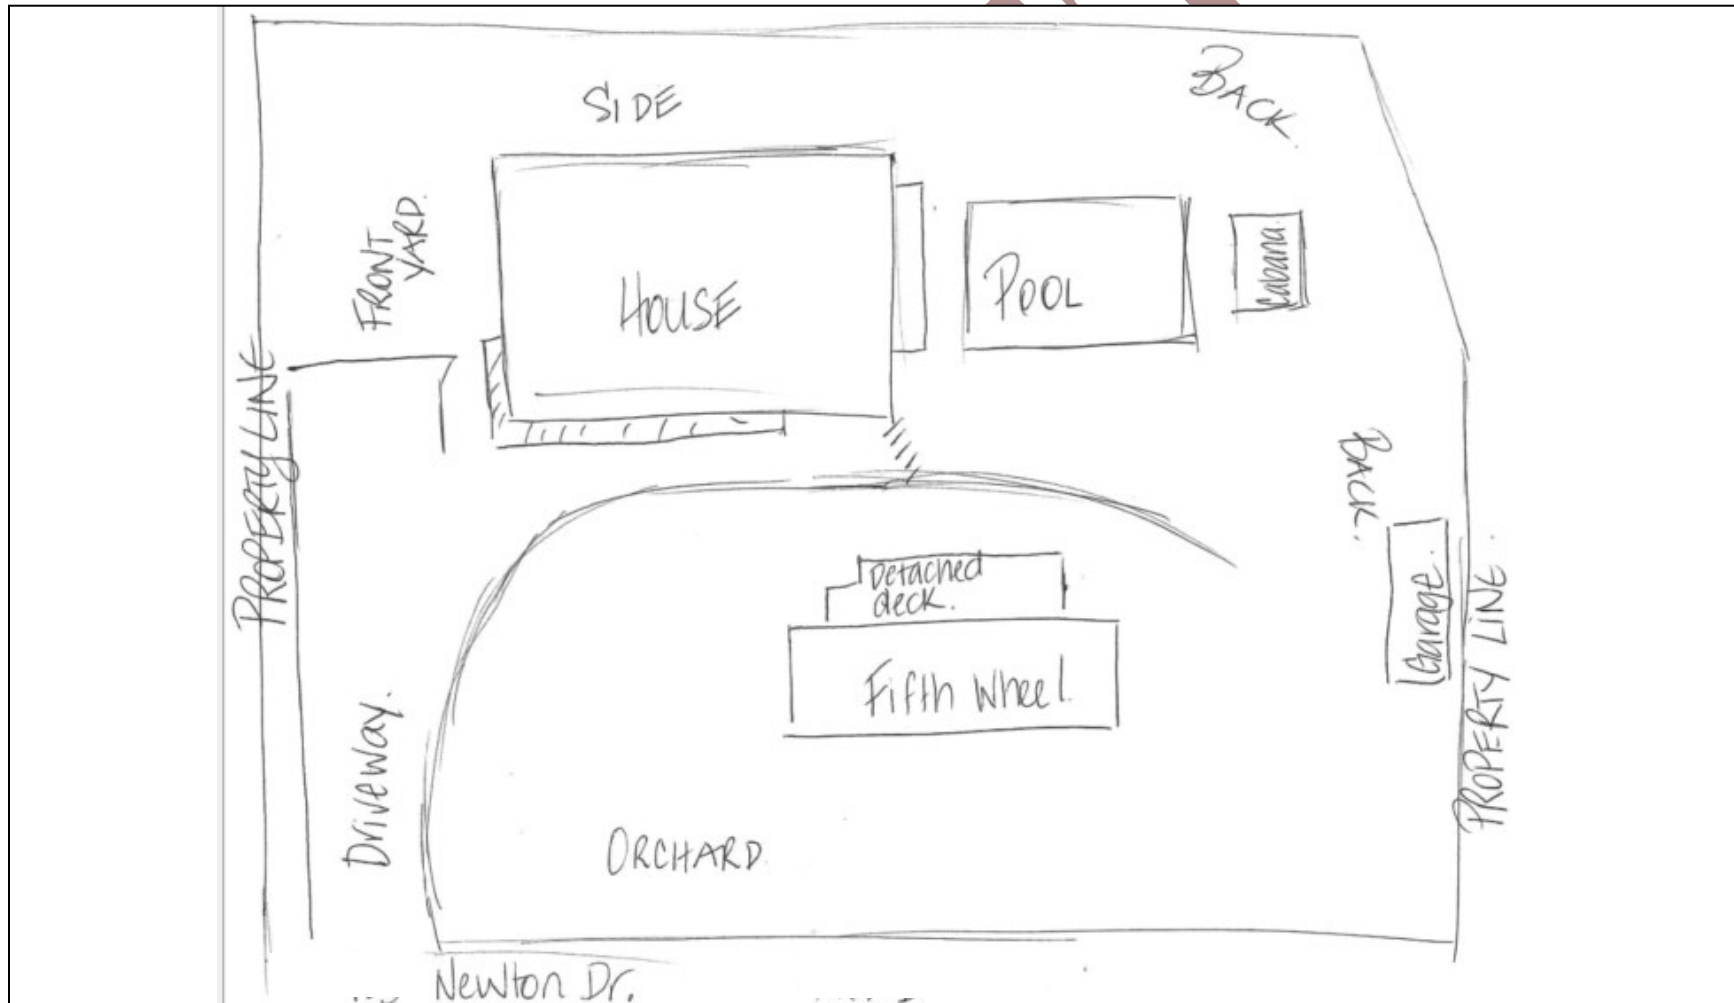 SIDE
BACK
FRONT
YARD.
HOUSE
POOL
Cabana
PROPERTY LINE
BACK.
Detached
deck.
Garage.
Fifth Wheel.
PROPERTY LINE
Driveway.
ORCHARD
Newton Dr.